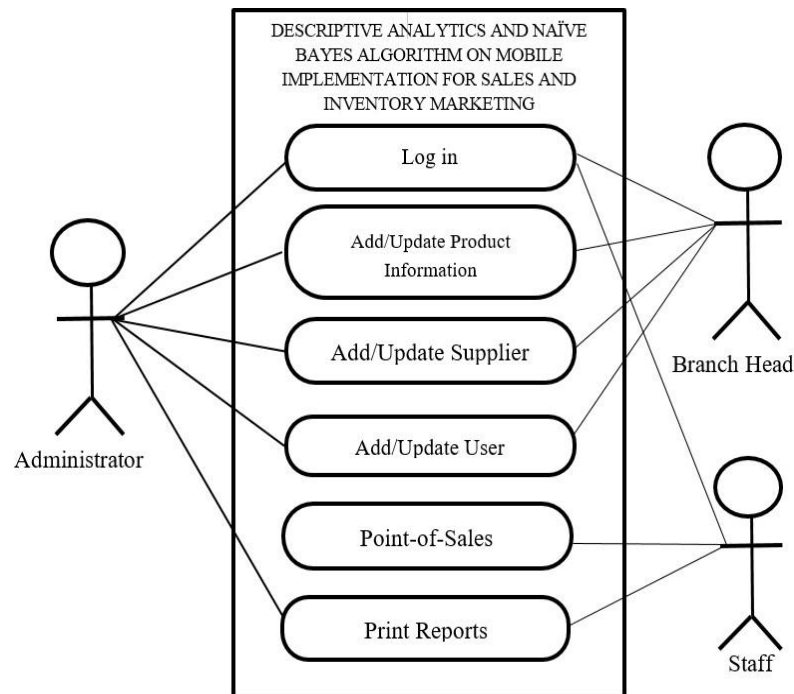 DESCRIPTIVE ANALYTICS AND NAÏVE
BAYES ALGORITHM ON MOBILE
IMPLEMENTATION FOR SALES AND
INVENTORY MARKETING
Log in
Add/Update Product
Information
Add/Update Supplier
Add/Update User
Point-of-Sales
Print Reports
Administrator
Branch Head
Staff